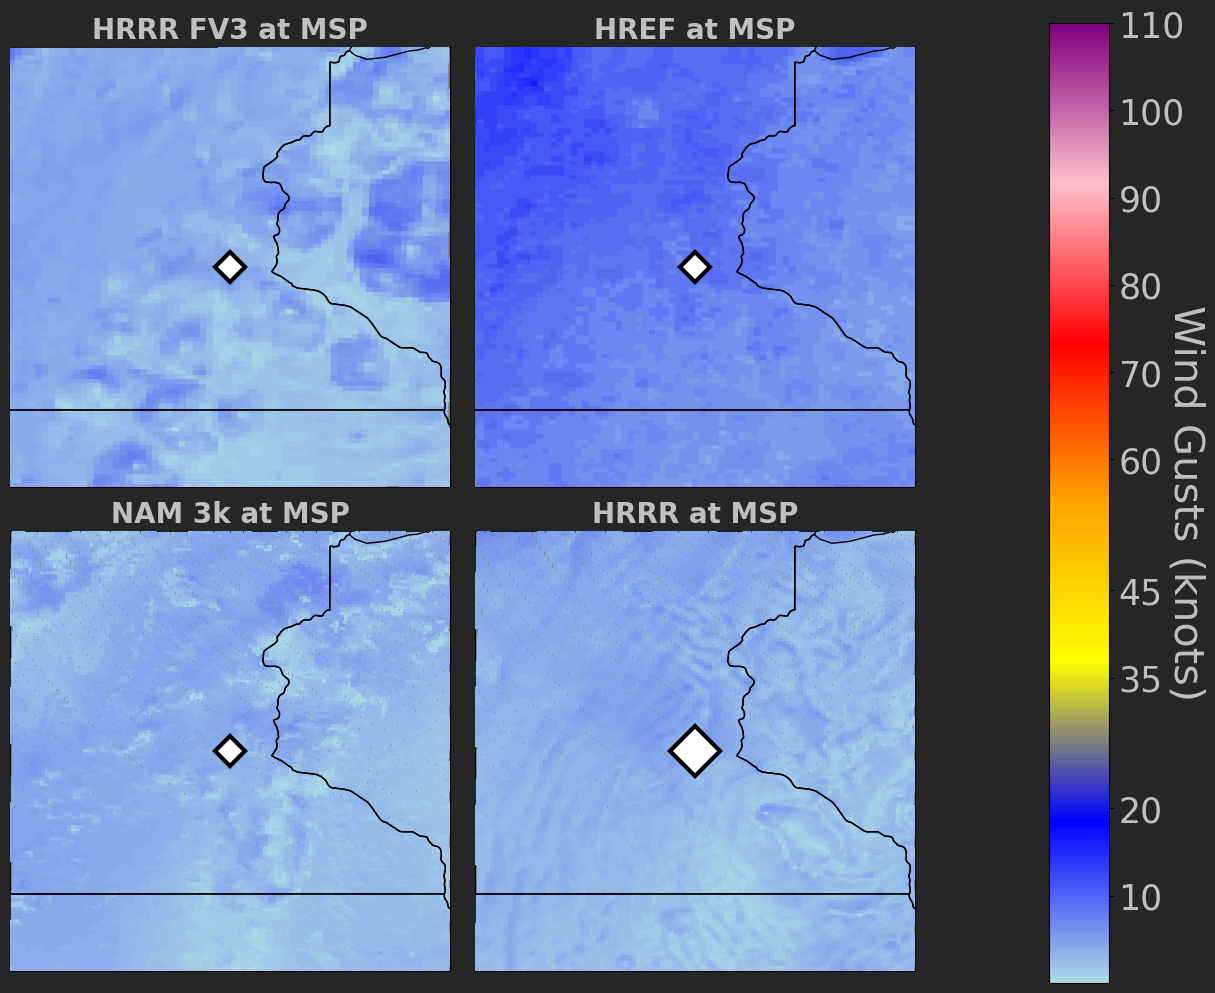 HRRR FV3 at MSP
HREF at MSP
NAM 3k at MSP
HRRR at MSP
110
100
90
80
70
60
45
35
20
10
Wind Gusts (knots)